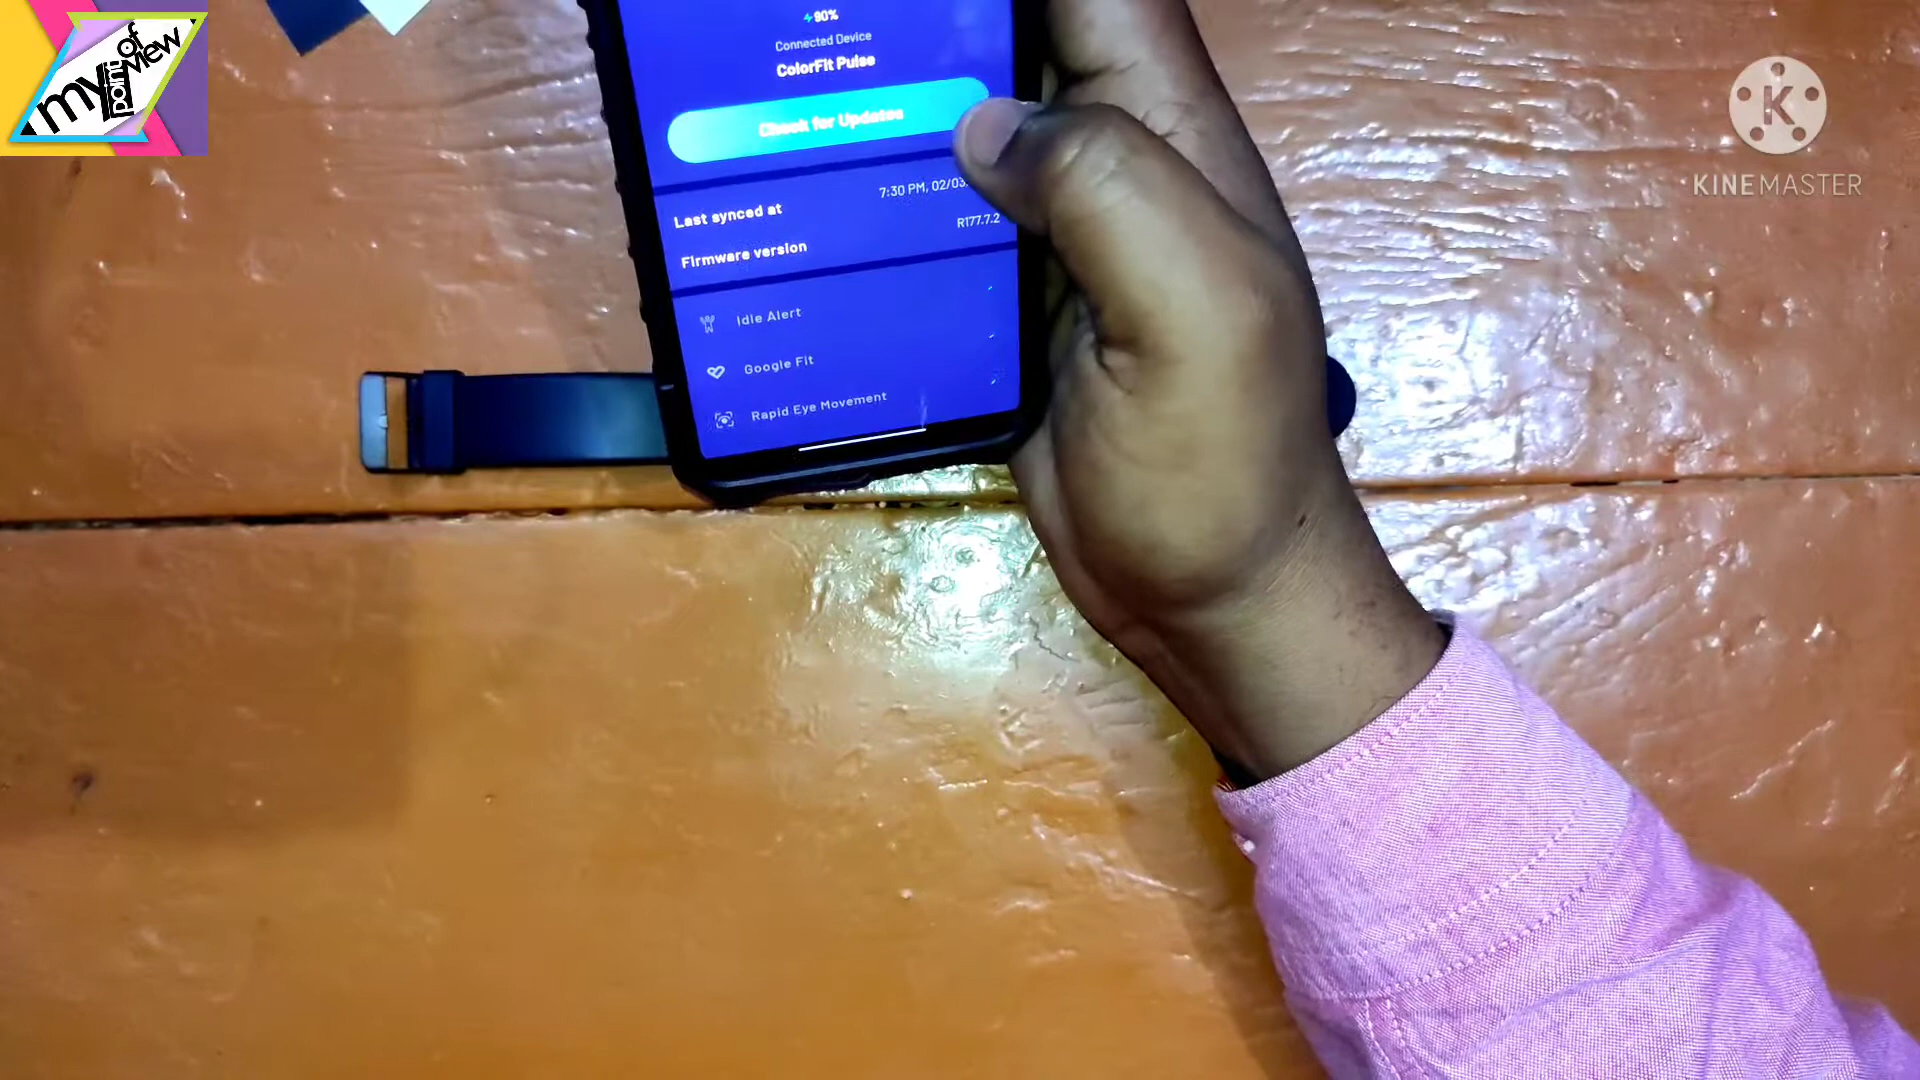 my point of view
90%
Connected Device
ColorFit Pulse
Check for Updates
Last synced at 7:30 PM, 02/03
Firmware version R177.7.2
Idle Alert
Google Fit
Rapid Eye Movement
K
KINEMASTER